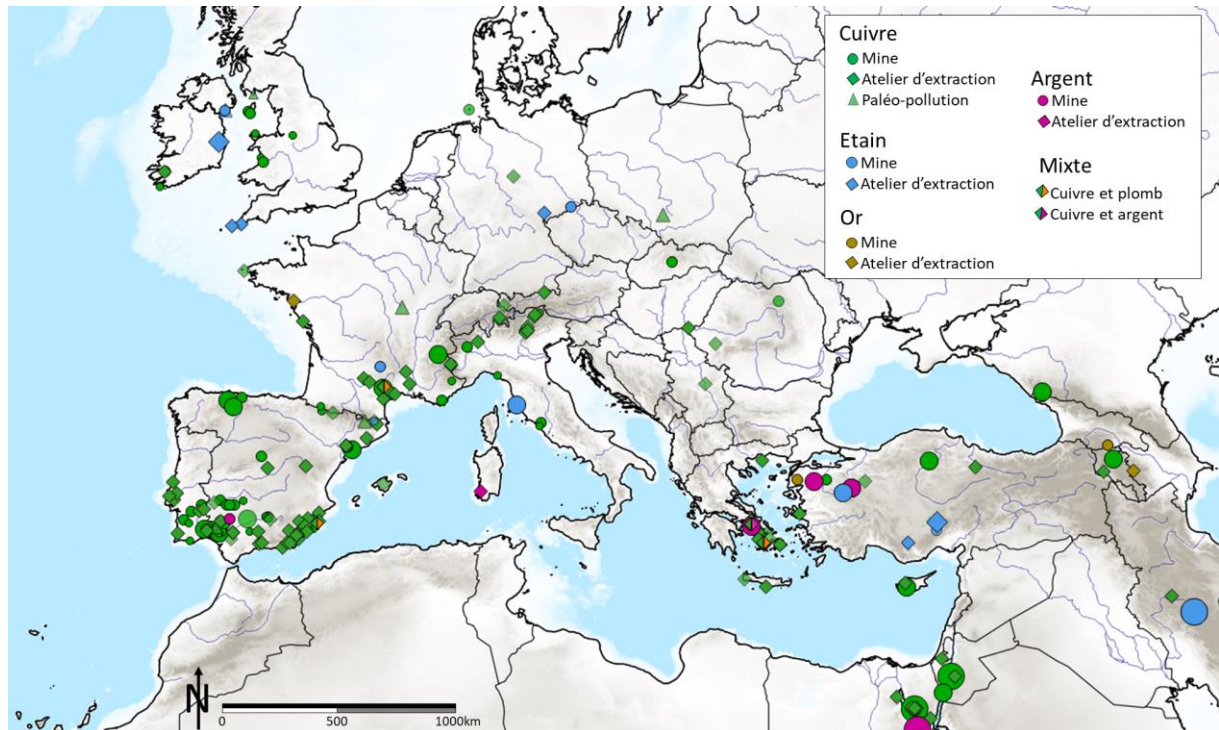 Cuivre
Mine
Atelier d'extraction
Paléo-pollution
Etain
Mine
Atelier d'extraction
Or
Mine
Atelier d'extraction
Argent
Mine
Atelier d'extraction
Mixte
Cuivre et plomb
Cuivre et argent
N
0 500 1000km